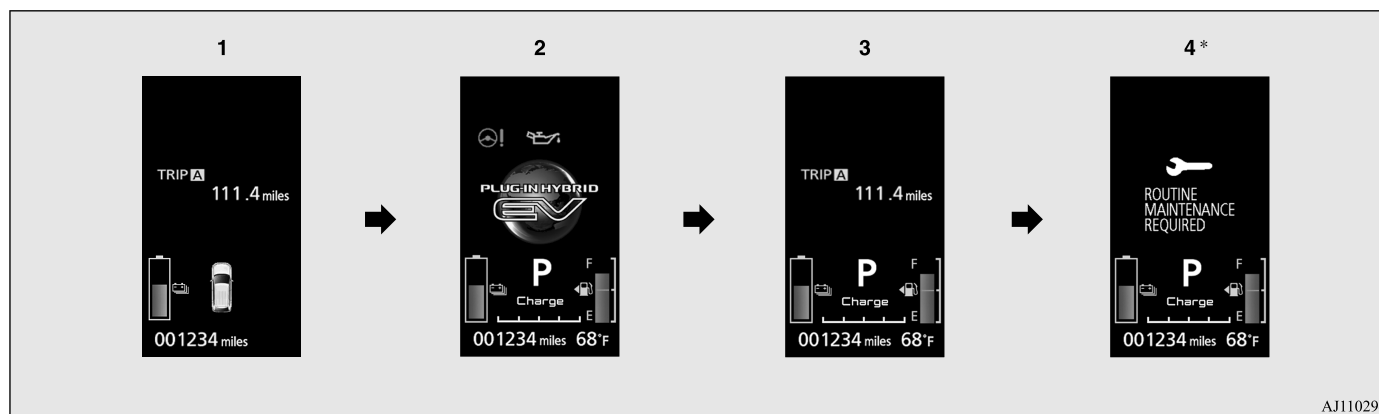 1
TRIP A
111.4 miles
001234 miles
2
PLUG-IN HYBRID
EV
P
F
Charge
E
001234 miles 68°F
3
TRIP A
111.4 miles
P
F
Charge
E
001234 miles 68°F
4*
ROUTINE
MAINTENANCE
REQUIRED
P
F
Charge
E
001234 miles 68°F
AJ11029